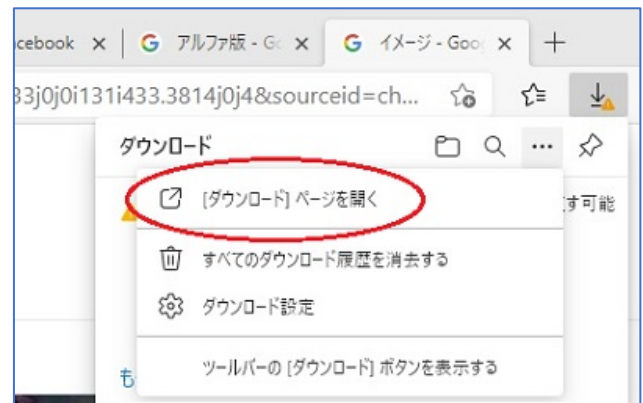 acebook
アルファ版 - Go
イメージ - Goo
33j0j0i131i433.3814j0j4&sourceid=ch...
ダウンロード
[ダウンロード] ページを開く
す可能
すべてのダウンロード履歴を消去する
ダウンロード設定
ツールバーの [ダウンロード] ボタンを表示する
も